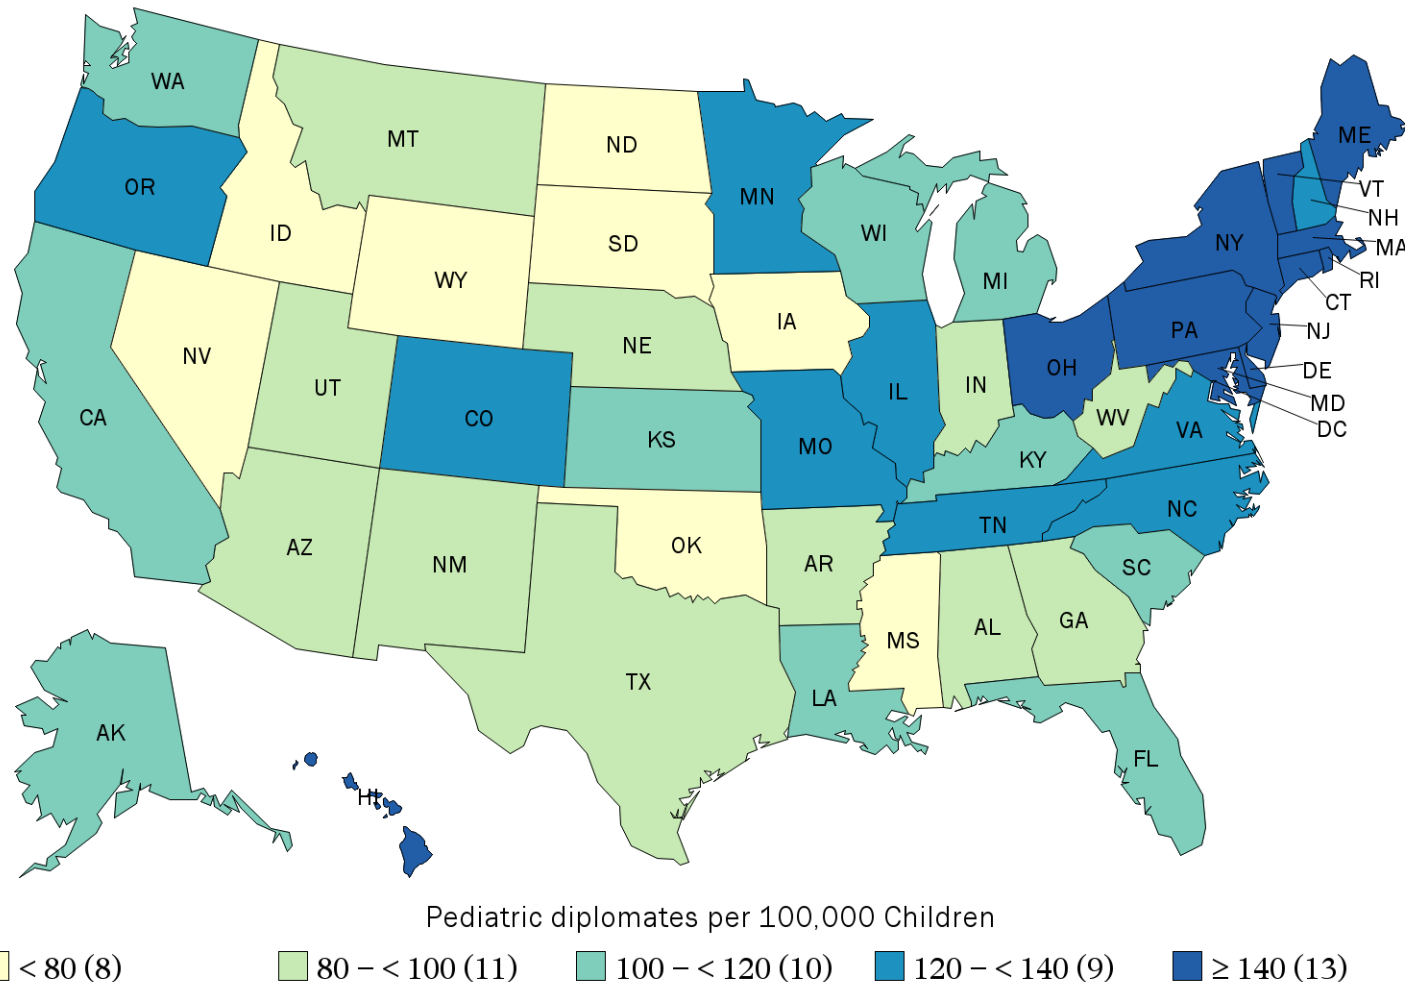 WA
MT
ND
ME
OR
MN
VT
ID
SD
WI
NH
NY
MA
WY
MI
RI
CT
IA
NV
NE
PA
NJ
UT
OH
IN
DE
IL
MD
CA
CO
KS
MO
WV
VA
DC
KY
AZ
NM
OK
AR
TN
NC
SC
MS
AL
GA
TX
LA
AK
FL
HI
Pediatric diplomates per 100,000 Children
< 80 (8)
80 – < 100 (11)
100 – < 120 (10)
120 – < 140 (9)
≥ 140 (13)